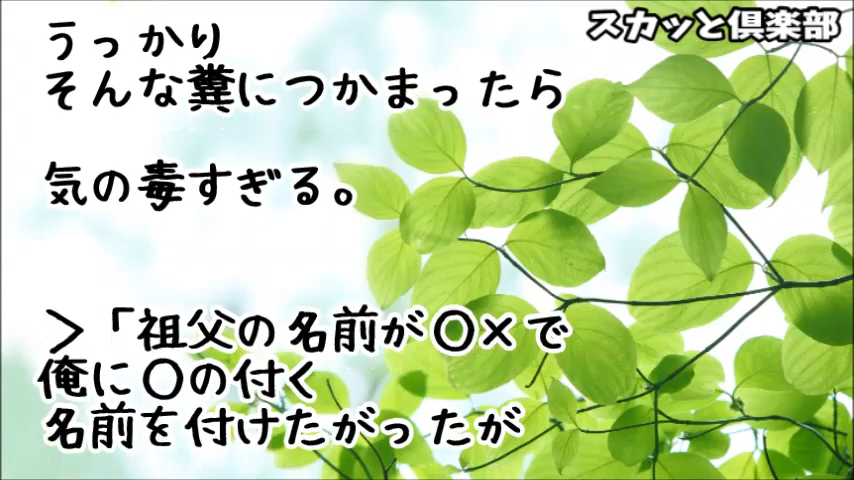 スカッと倶楽部
うっかり
そんな糞につかまったら
気の毒すぎる。
＞「祖父の名前が〇×で
俺に〇の付く
名前を付けたがったが